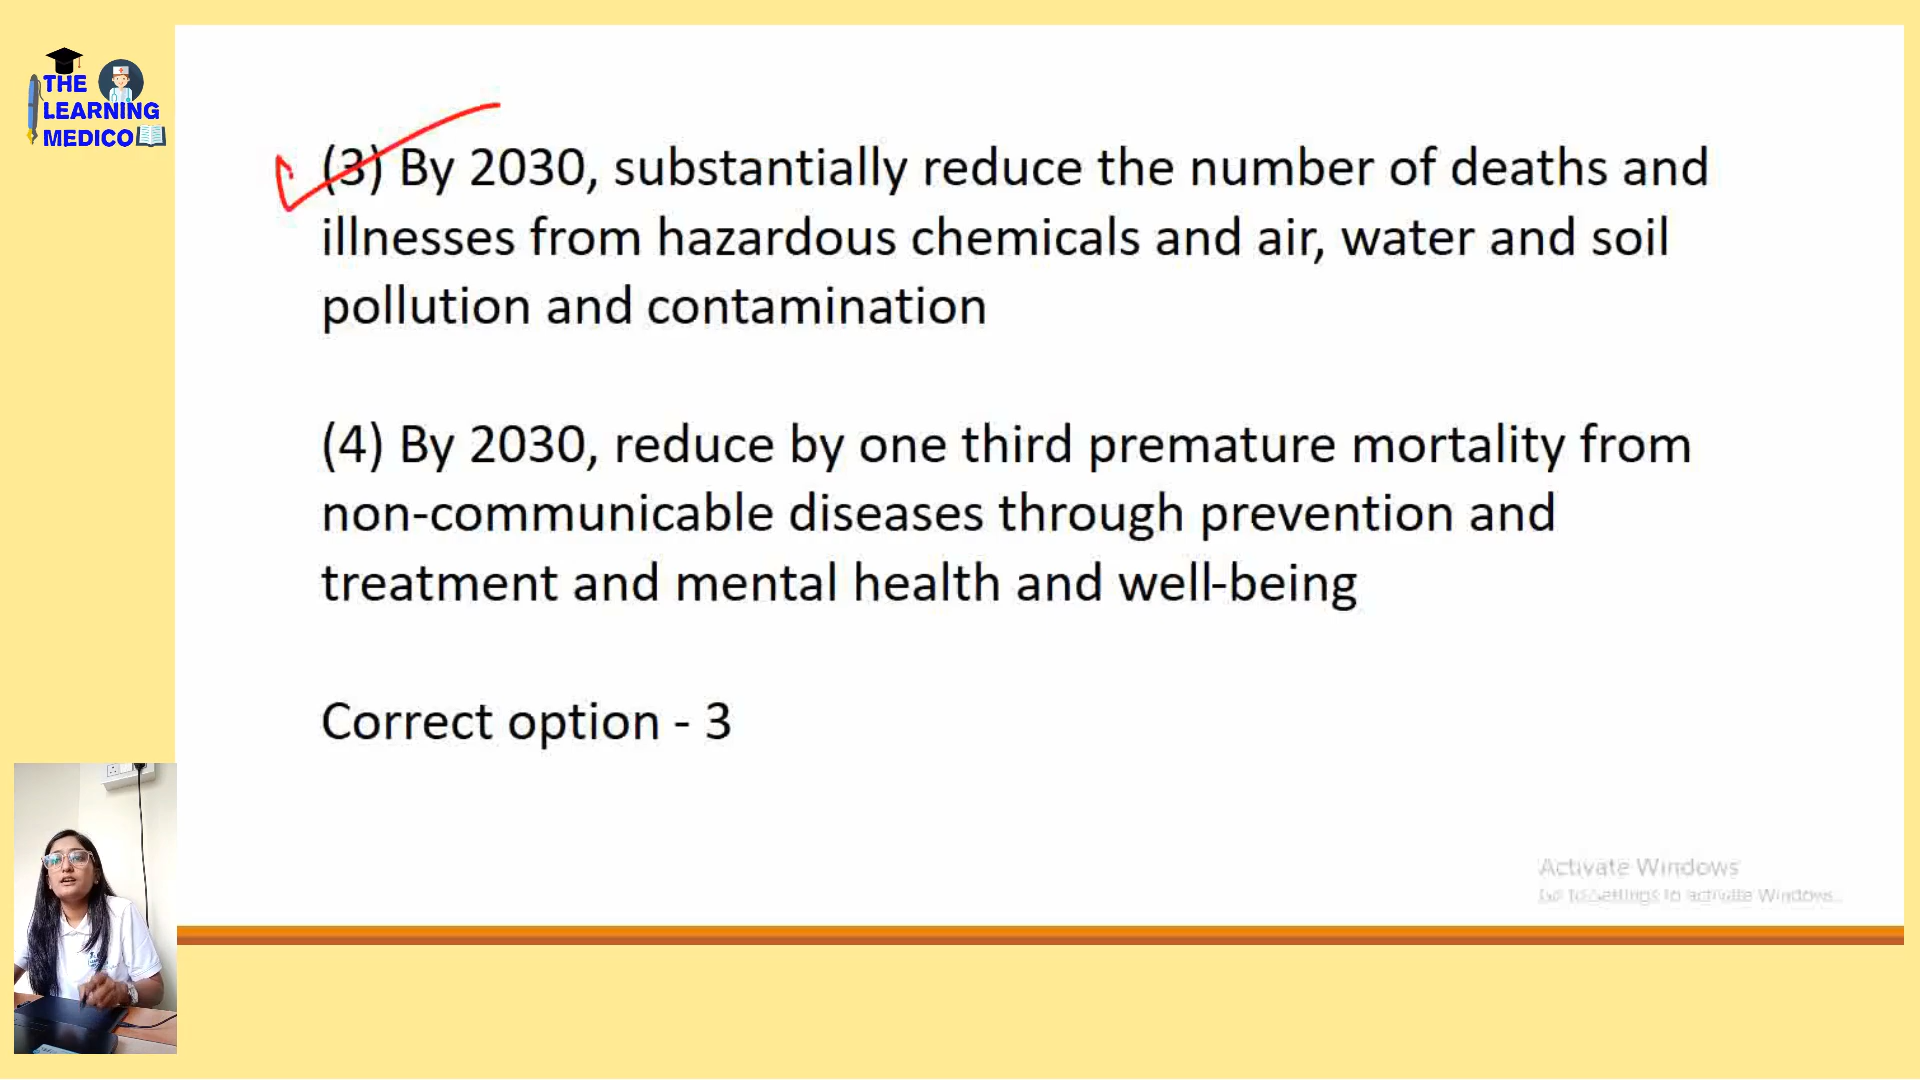 THE
LEARNING
MEDICO
(3) By 2030, substantially reduce the number of deaths and
illnesses from hazardous chemicals and air, water and soil
pollution and contamination
(4) By 2030, reduce by one third premature mortality from
non-communicable diseases through prevention and
treatment and mental health and well-being
Correct option - 3
Activate Windows
Go to Settings to activate Windows.